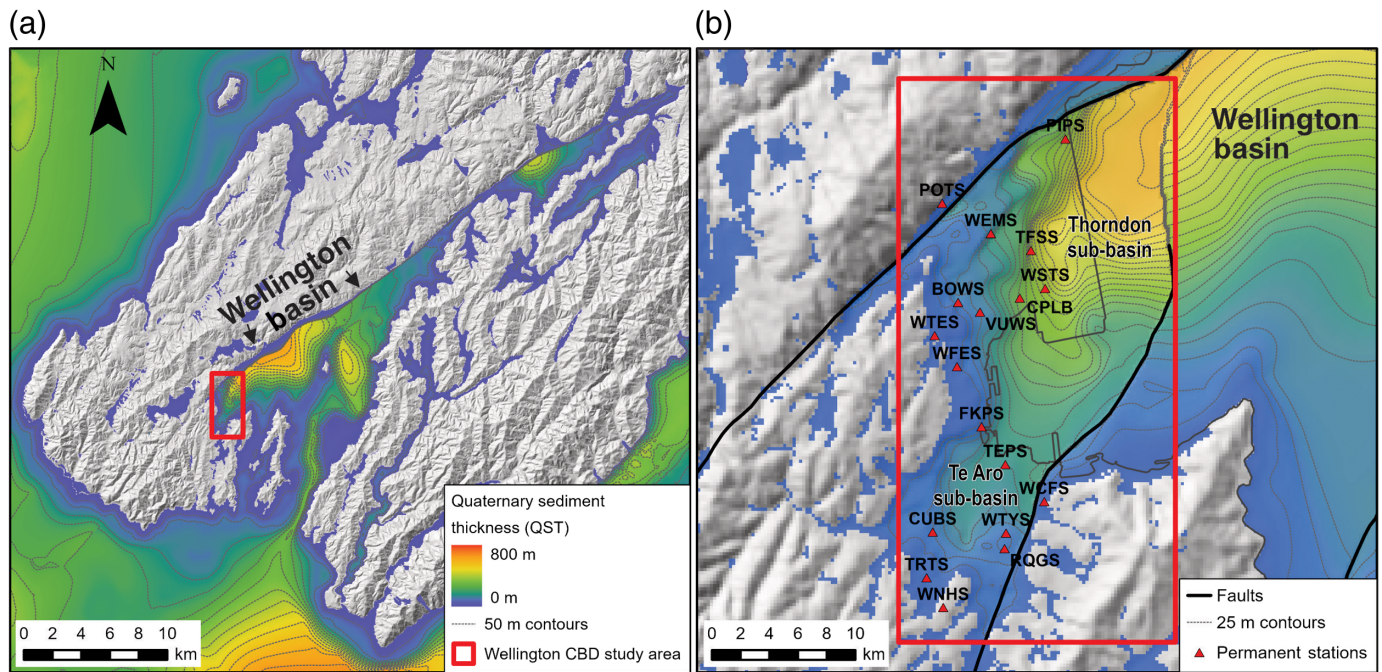 (a)
N
Wellington
basin
Quaternary sediment
thickness (QST)
800 m
0 m
50 m contours
Wellington CBD study area
0 2 4 6 8 10
km
(b)
Wellington
basin
PIPS
POTS
WEMS
TFSS
Thorndon
sub-basin
WSTS
BOWS
CPLB
VUWS
WTES
WFES
FKPS
TEPS
Te Aro
sub-basin
WCFS
CUBS
WTYS
RQGS
TRTS
WNHS
Faults
25 m contours
Permanent stations
0 2 4 6 8 10
km